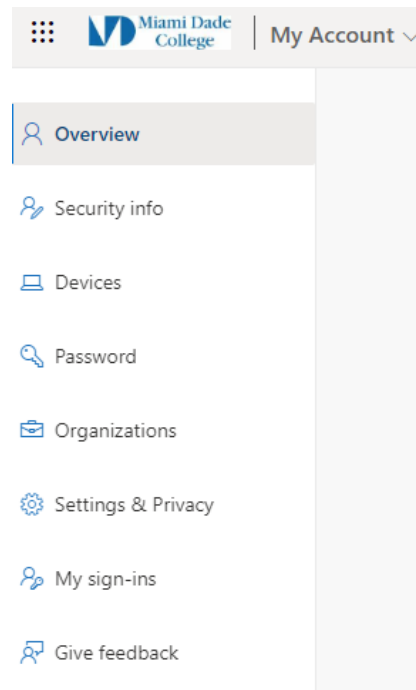 Miami Dade
College
My Account
Overview
Security info
Devices
Password
Organizations
Settings & Privacy
My sign-ins
Give feedback